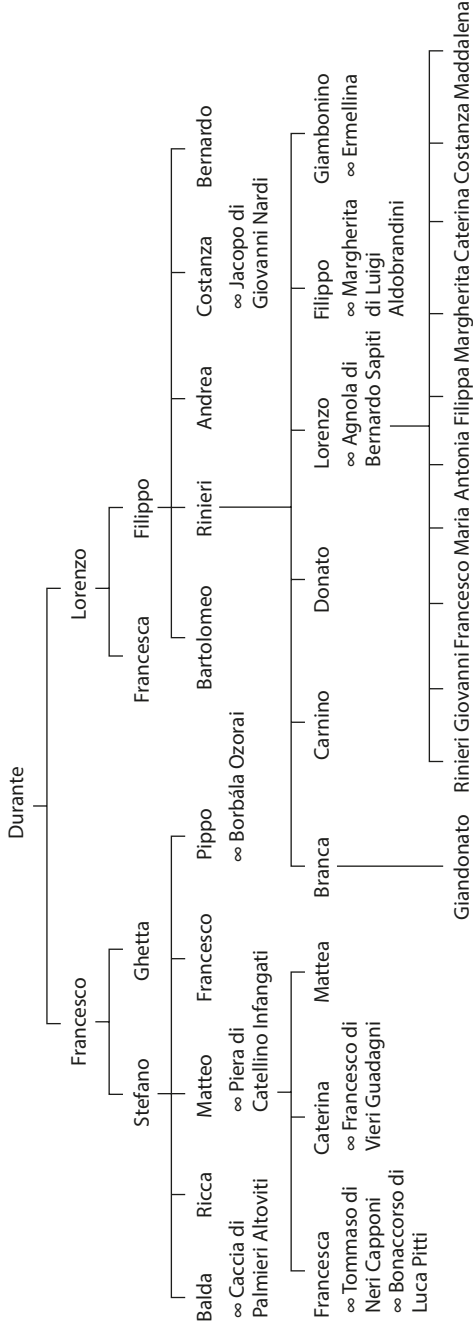 Durante
Francesco
Lorenzo
Stefano
Ghetta
Francesca
Filippo
Balda
∞ Caccia di
Palmieri Altoviti
Ricca
Matteo
∞ Piera di
Catellino Infangati
Francesco
Pippo
∞ Borbála Ozorai
Bartolomeo
Rinieri
Andrea
Costanza
∞ Jacopo di
Giovanni Nardi
Bernardo
Francesca
∞ Tommaso di
Neri Capponi
∞ Bonaccorso di
Luca Pitti
Caterina
∞ Francesco di
Vieri Guadagni
Mattea
Branca
Carnino
Donato
Lorenzo
∞ Agnola di
Bernardo Sapiti
Filippo
∞ Margherita
di Luigi
Aldobrandini
Giambonino
∞ Ermellina
Giandonato
Rinieri Giovanni Francesco Maria Antonia Filippa Margherita Caterina Costanza Maddalena